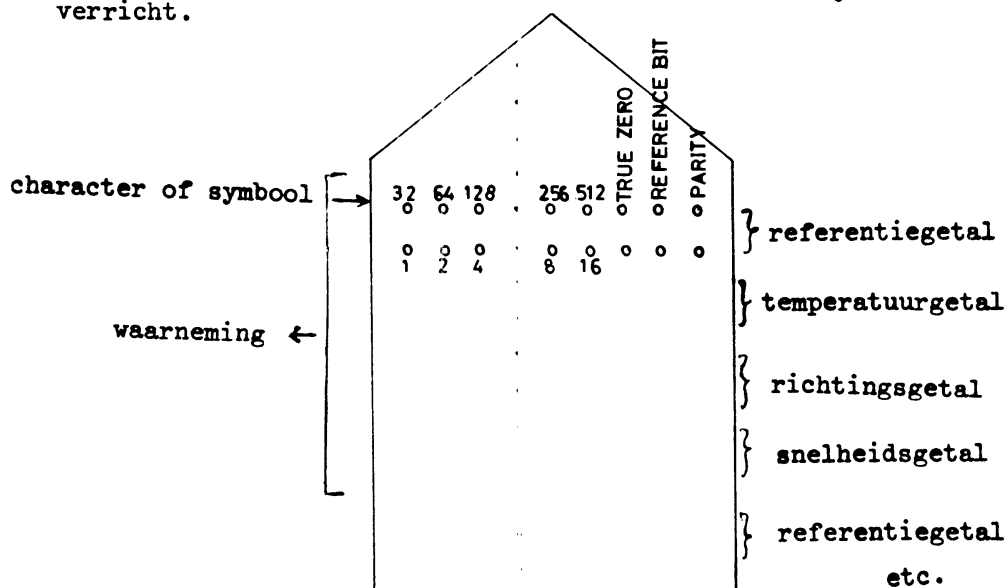 verricht.
TRUE ZERO
REFERENCE BIT
PARITY
character of symbool
32 64 128 256 512
referentiegetal
1 2 4 8 16
temperatuurgetal
waarneming
richtingsgetal
snelheidsgetal
referentiegetal
etc.